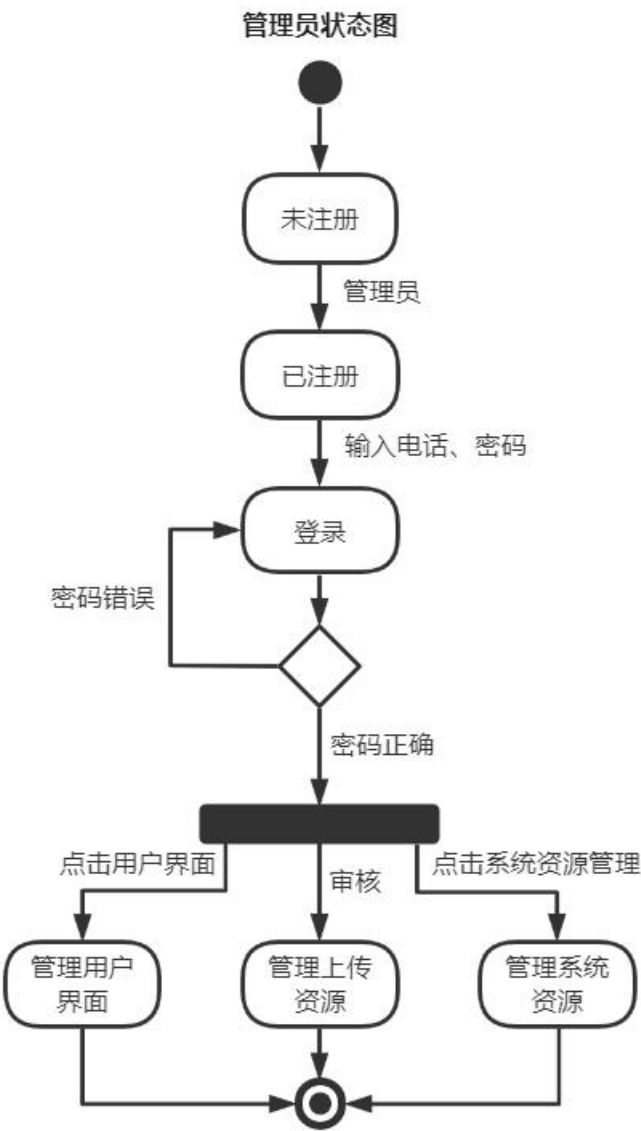 管理员状态图
未注册
管理员
已注册
输入电话、密码
登录
密码错误
密码正确
点击用户界面
审核
点击系统资源管理
管理用户
界面
管理上传
资源
管理系统
资源